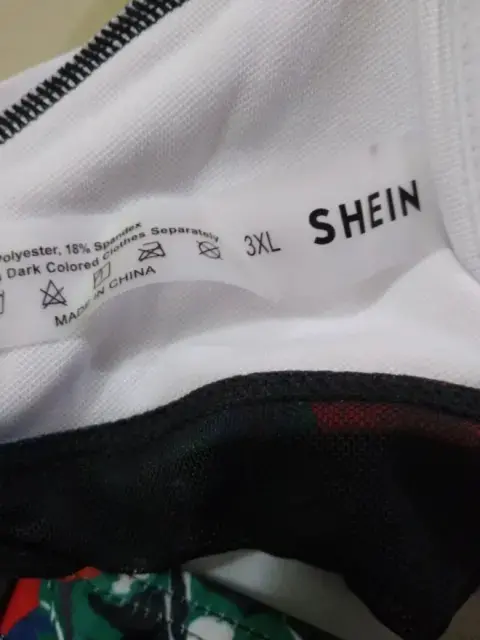 Polyester, 18% Spandex
Dark Colored Clothes Separately
MADE IN CHINA
3XL
SHEIN